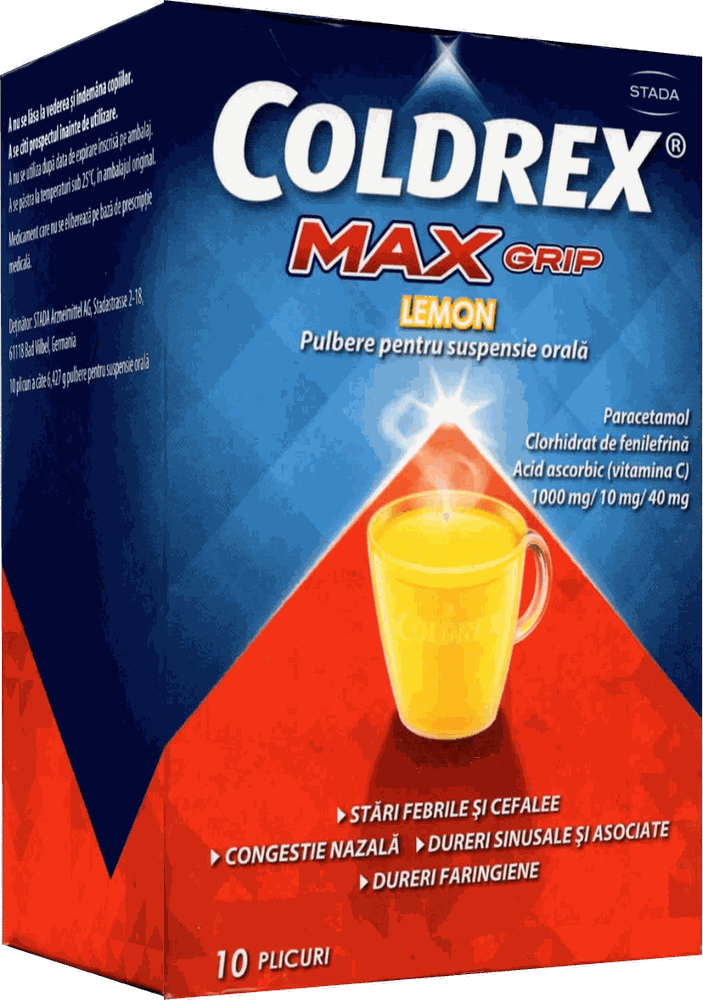 A nu se lăsa la vederea și îndemâna copiilor.
A se citi prospectul înainte de utilizare.
A nu se utiliza după data de expirare înscrisă pe ambalaj.
A se păstra la temperaturi sub 25°C, în ambalajul original.
Medicament care nu se eliberează pe bază de prescripție
medicală.
Deținător: STADA Arzneimittel AG, Stadastrasse 2-18,
61118 Bad Vilbel, Germania
10 plicuri a câte 6,427 g pulbere pentru suspensie orală
STADA
COLDREX®
MAX GRIP
LEMON
Pulbere pentru suspensie orală
Paracetamol
Clorhidrat de fenilefrină
Acid ascorbic (vitamina C)
1000 mg/ 10 mg/ 40 mg
COLDREX
STĂRI FEBRILE ȘI CEFALEE
CONGESTIE NAZALĂ DURERI SINUSALE ȘI ASOCIATE
DURERI FARINGIENE
10 PLICURI